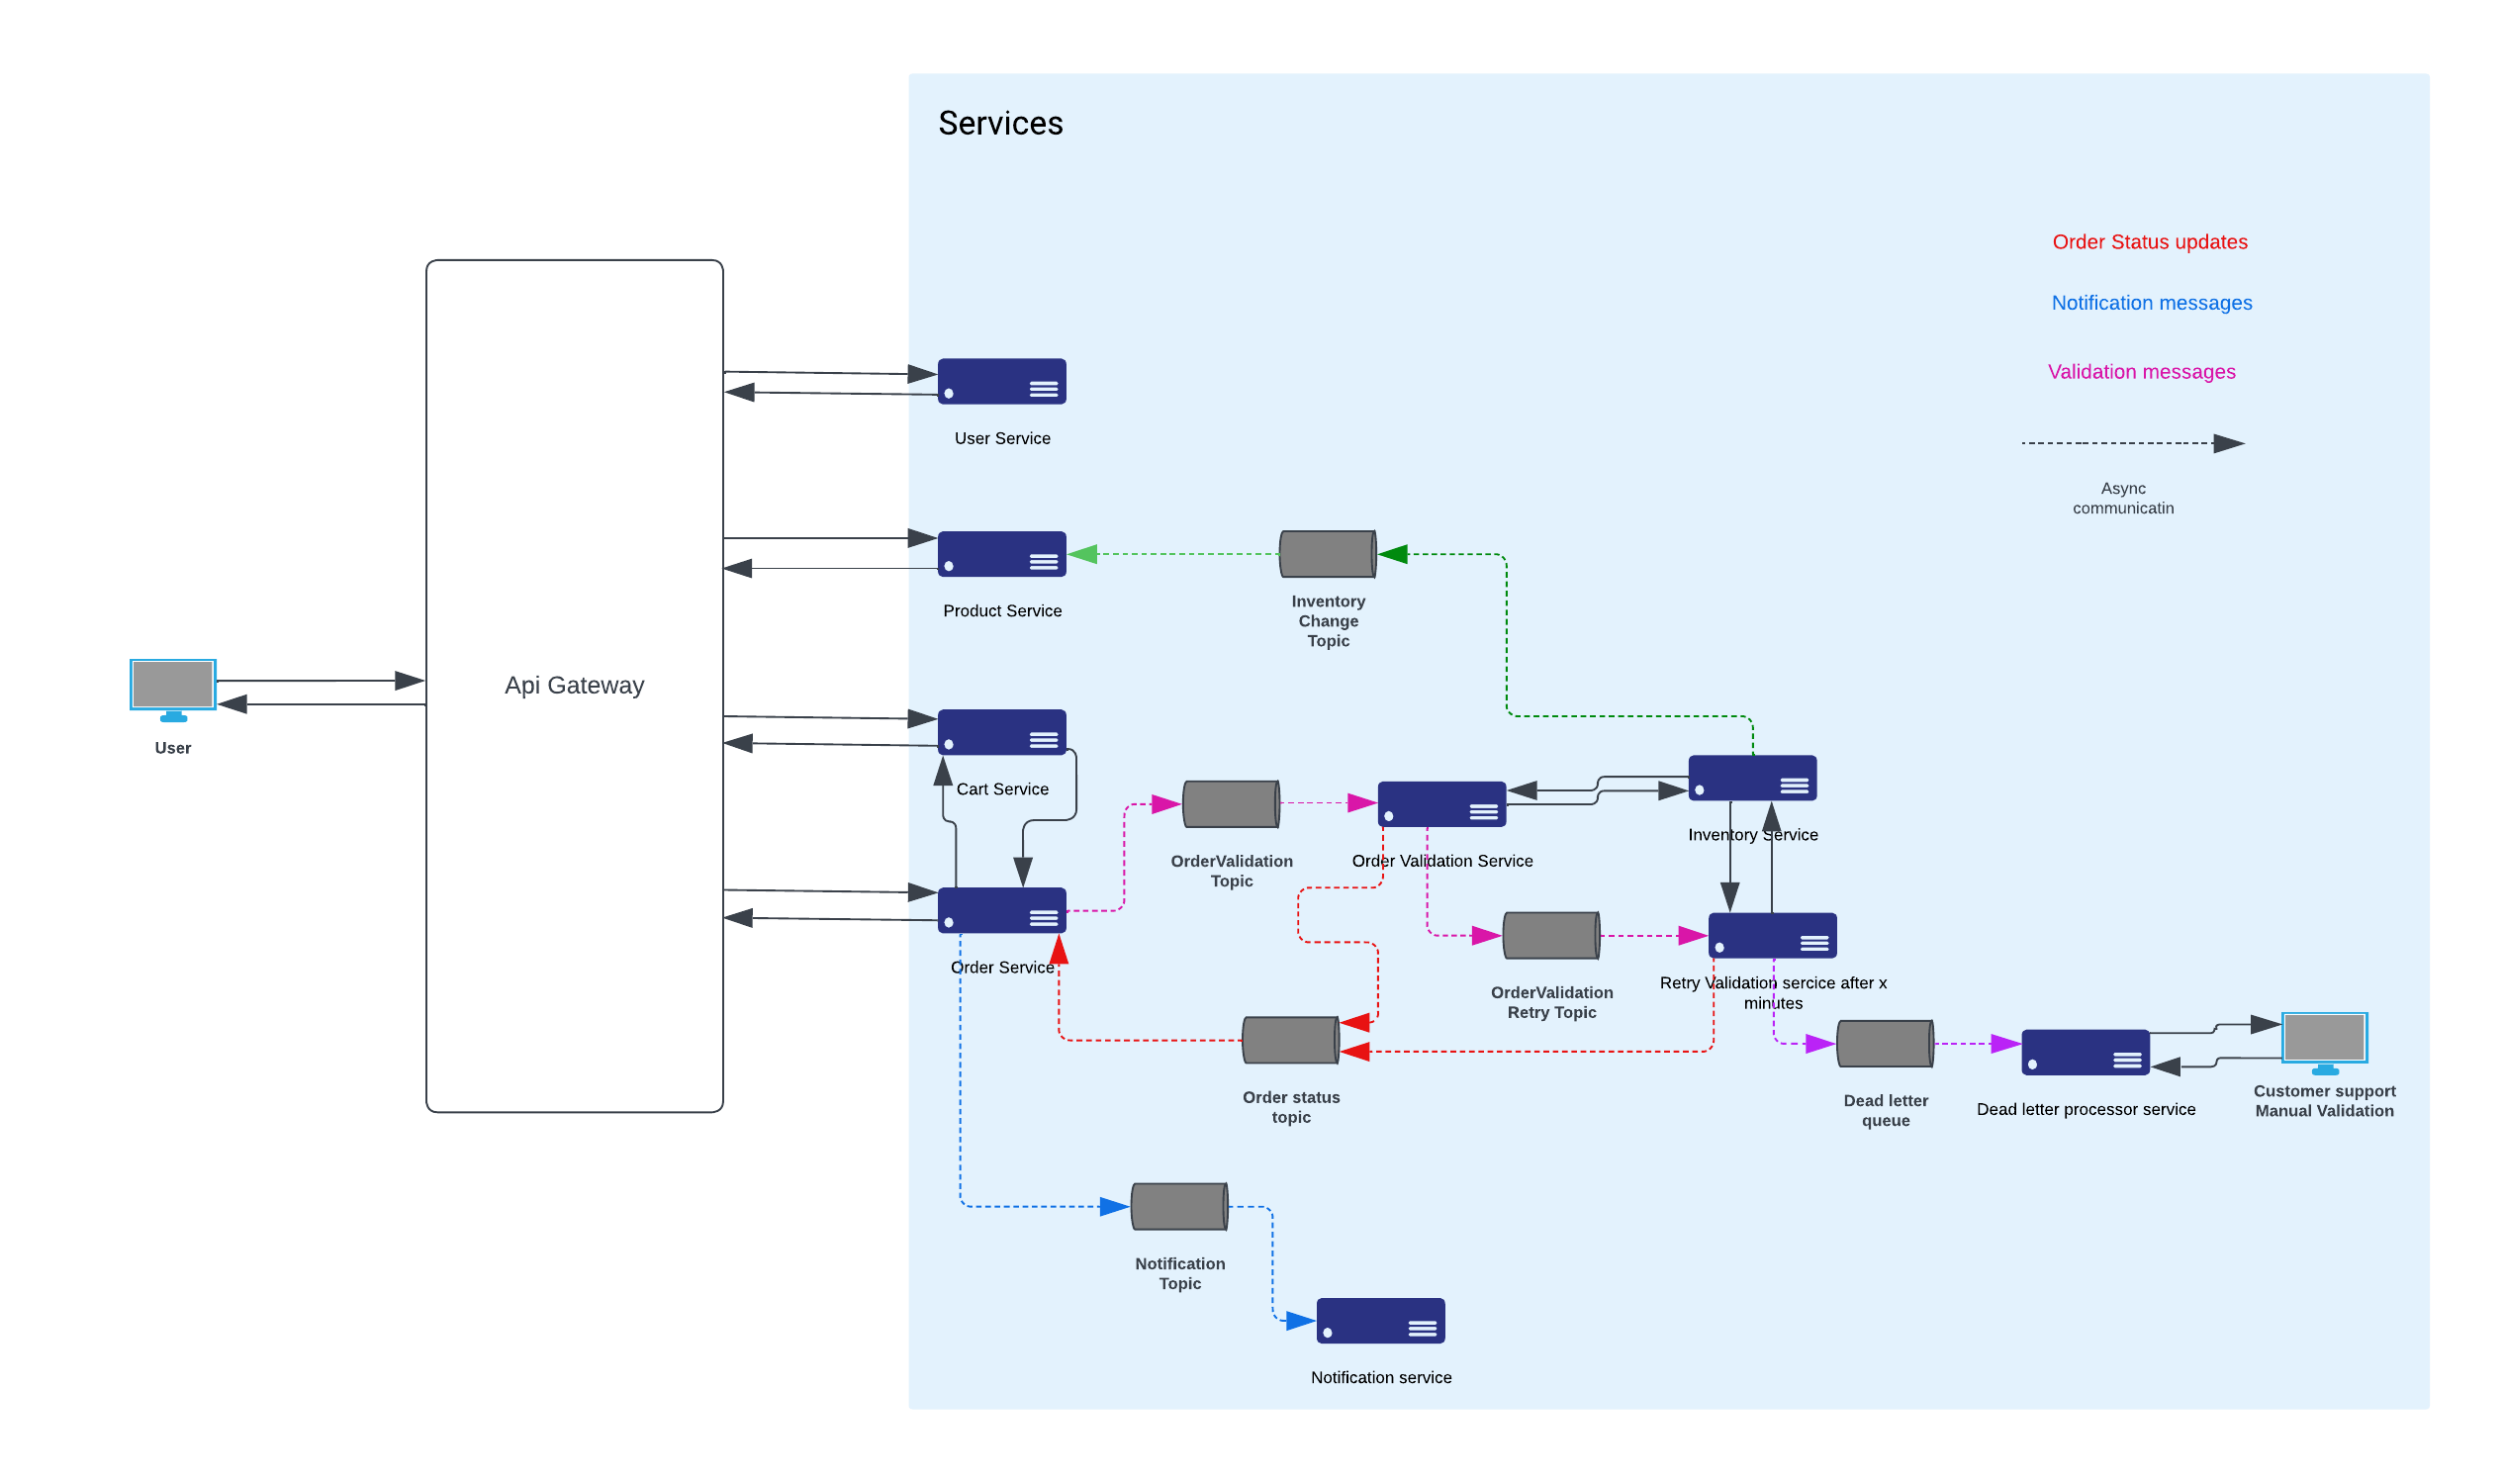 Services
Order Status updates
Notification messages
Validation messages
Async
communicatin
User Service
Product Service
Inventory
Change
Topic
Api Gateway
User
Cart Service
OrderValidation
Topic
Order Validation Service
Inventory Service
Order Service
OrderValidation
Retry Topic
Retry Validation sercice after x
minutes
Order status
topic
Dead letter
queue
Dead letter processor service
Customer support
Manual Validation
Notification
Topic
Notification service